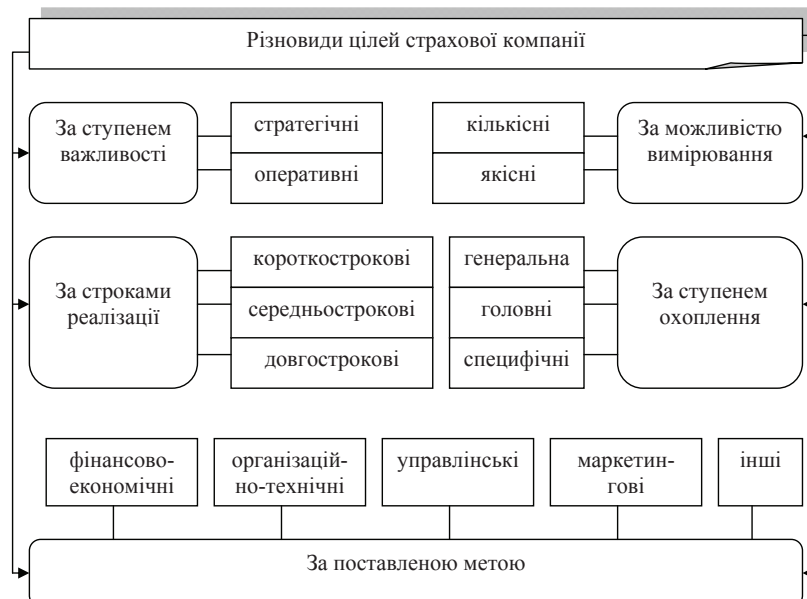 Різновиди цілей страхової компанії
За ступенем
важливості
стратегічні
оперативні
кількісні
якісні
За можливістю
вимірювання
За строками
реалізації
короткострокові
середньострокові
довгострокові
генеральна
головні
специфічні
За ступенем
охоплення
фінансово-
економічні
організацій-
но-технічні
управлінські
маркетин-
гові
інші
За поставленою метою